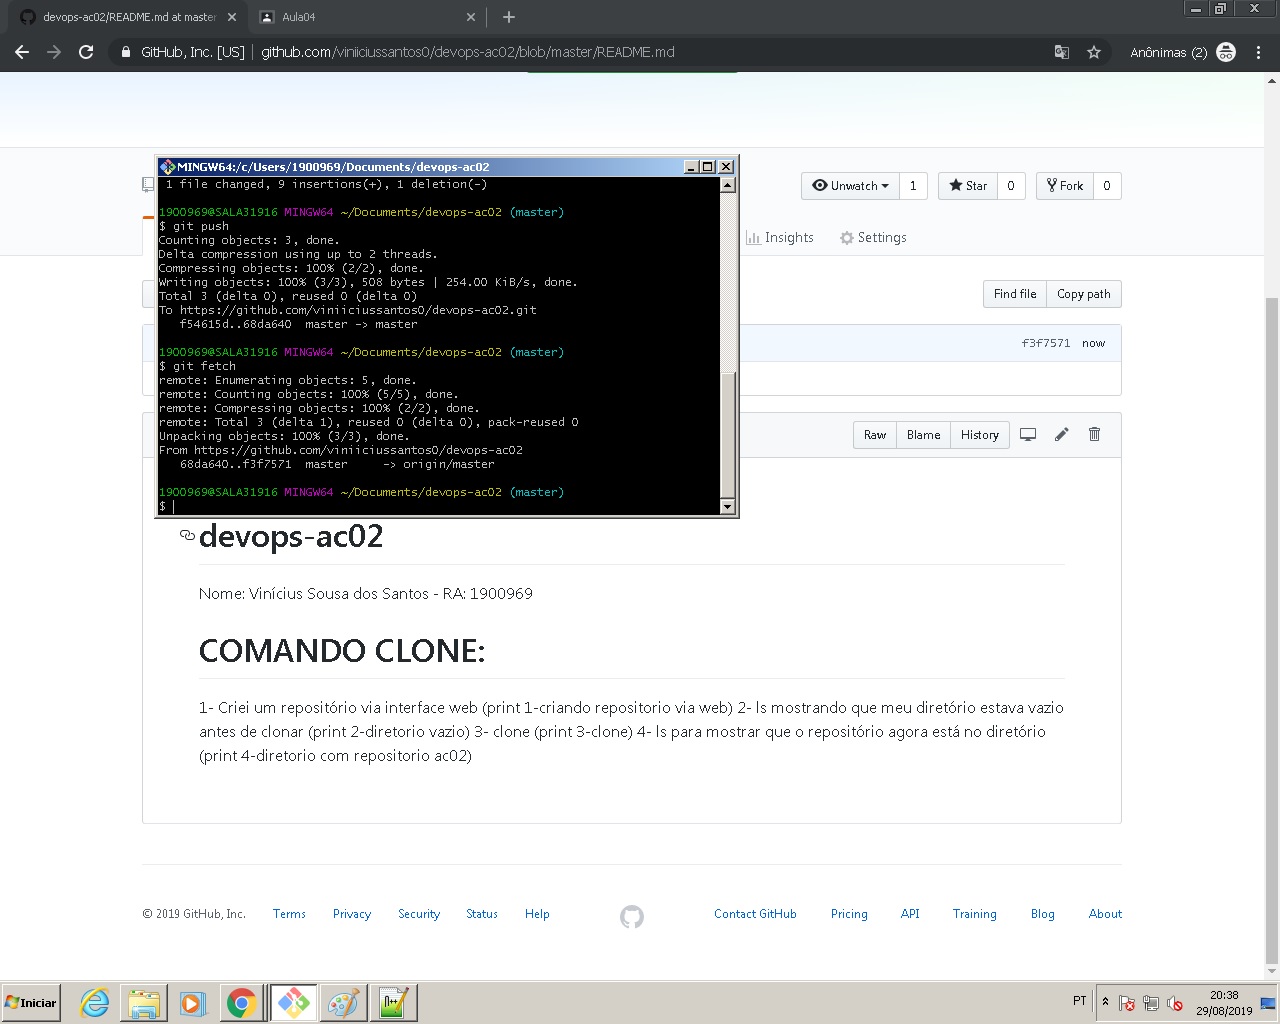 devops-ac02/README.md at master
Aula04
GitHub, Inc. [US] | github.com/viniiciussantos0/devops-ac02/blob/master/README.md
Anônimas (2)
MINGW64:/c/Users/1900969/Documents/devops-ac02
1 file changed, 9 insertions(+), 1 deletion(-)
1900969@SALA31916 MINGW64 ~/Documents/devops-ac02 (master)
$ git push
Counting objects: 3, done.
Delta compression using up to 2 threads.
Compressing objects: 100% (2/2), done.
Writing objects: 100% (3/3), 508 bytes | 254.00 KiB/s, done.
Total 3 (delta 0), reused 0 (delta 0)
To https://github.com/viniiciussantos0/devops-ac02.git
f54615d..68da640  master -> master
1900969@SALA31916 MINGW64 ~/Documents/devops-ac02 (master)
$ git fetch
remote: Enumerating objects: 5, done.
remote: Counting objects: 100% (5/5), done.
remote: Compressing objects: 100% (2/2), done.
remote: Total 3 (delta 1), reused 0 (delta 0), pack-reused 0
Unpacking objects: 100% (3/3), done.
From https://github.com/viniiciussantos0/devops-ac02
68da640..f3f7571  master     -> origin/master
1900969@SALA31916 MINGW64 ~/Documents/devops-ac02 (master)
$
Unwatch 1 Star 0 Fork 0
Insights Settings
Find file Copy path
f3f7571 now
Raw Blame History
devops-ac02
Nome: Vinícius Sousa dos Santos - RA: 1900969
COMANDO CLONE:
1- Criei um repositório via interface web (print 1-criando repositorio via web) 2- ls mostrando que meu diretório estava vazio
antes de clonar (print 2-diretorio vazio) 3- clone (print 3-clone) 4- ls para mostrar que o repositório agora está no diretório
(print 4-diretorio com repositorio ac02)
© 2019 GitHub, Inc. Terms Privacy Security Status Help Contact GitHub Pricing API Training Blog About
Iniciar
PT
20:38
29/08/2019